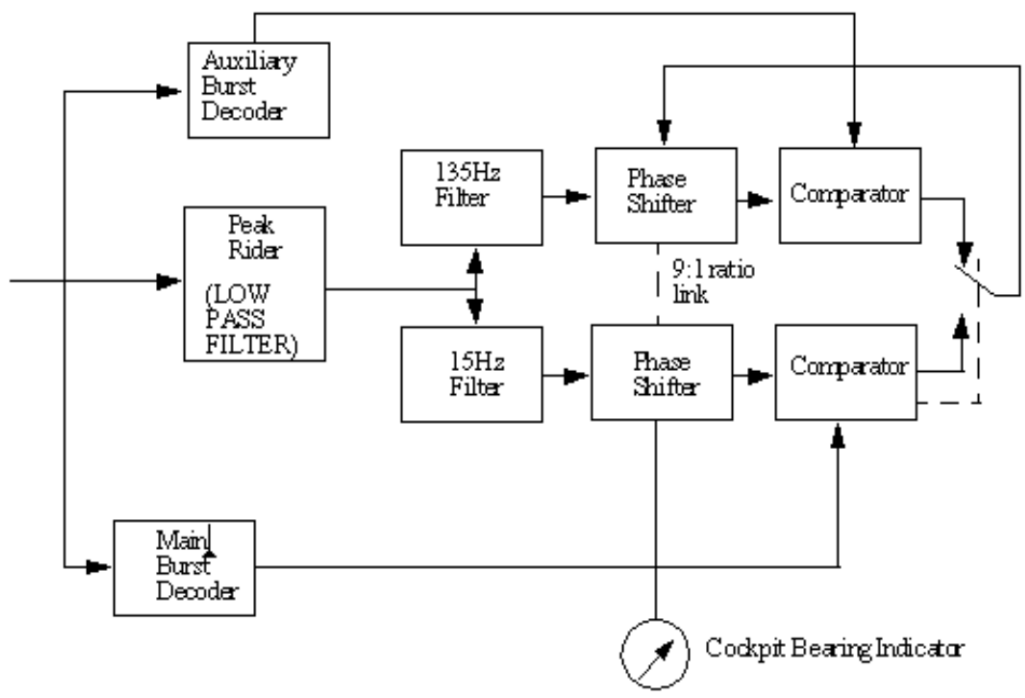 Auxiliary
Burst
Decoder
135Hz
Filter
Phase
Shifter
Comparator
Peak
Rider
(LOW
PASS
FILTER)
9:1 ratio
link
15Hz
Filter
Phase
Shifter
Comparator
Main
Burst
Decoder
Cockpit Bearing Indicator